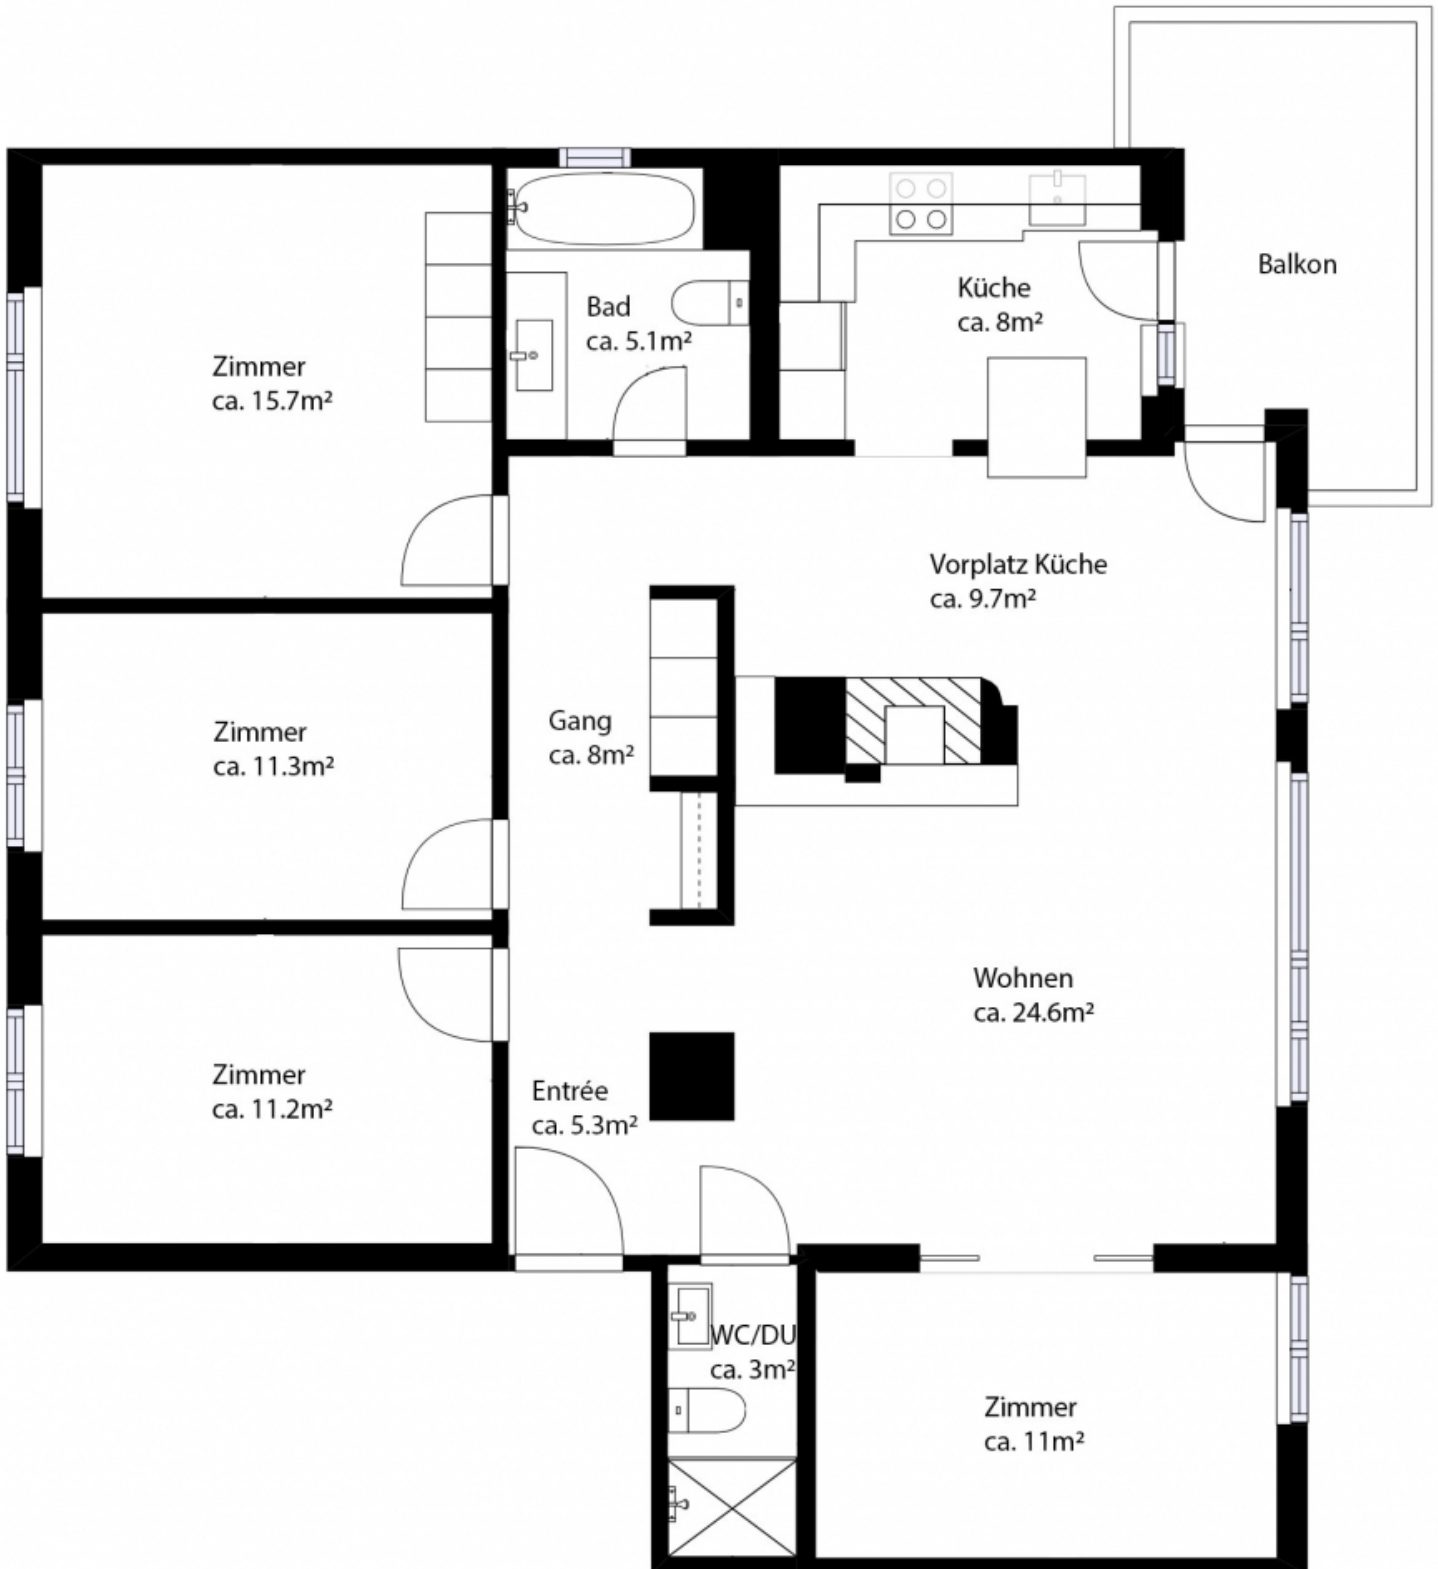 Balkon
Küche
ca. 8m²
Bad
ca. 5.1m²
Zimmer
ca. 15.7m²
Vorplatz Küche
ca. 9.7m²
Gang
ca. 8m²
Zimmer
ca. 11.3m²
Wohnen
ca. 24.6m²
Zimmer
ca. 11.2m²
Entrée
ca. 5.3m²
WC/DU
ca. 3m²
Zimmer
ca. 11m²